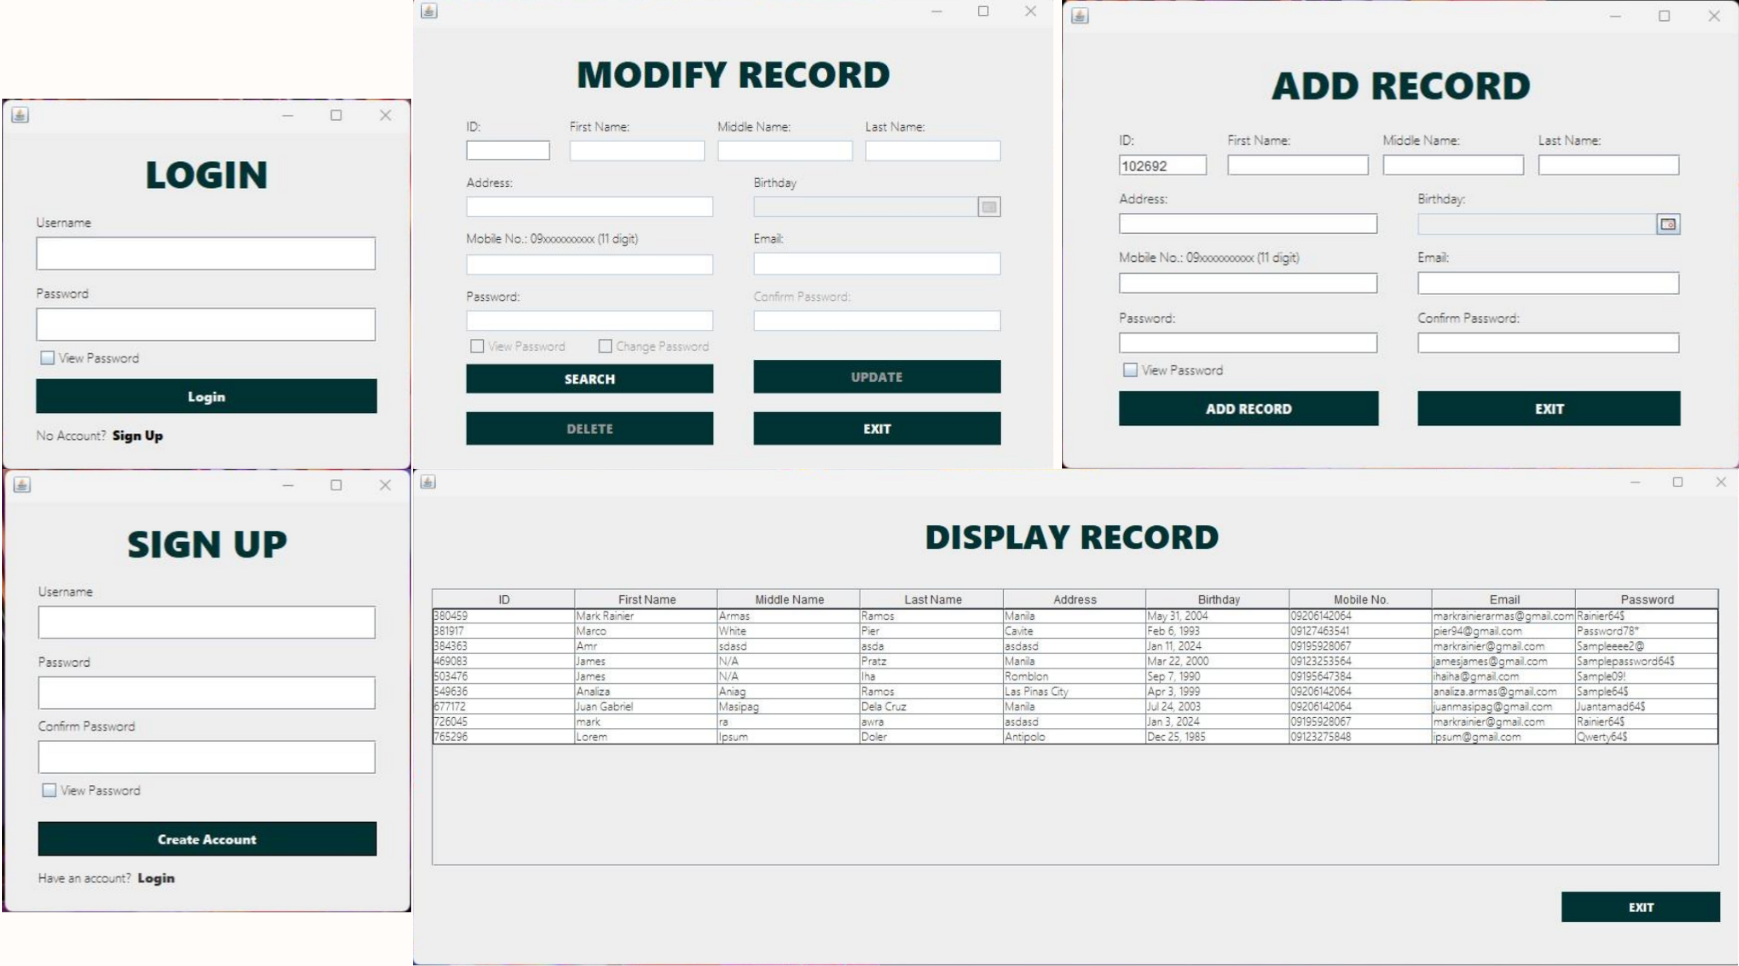 LOGIN
Username
Password
View Password
Login
No Account? Sign Up
MODIFY RECORD
ID: First Name: Middle Name: Last Name:
Address: Birthday
Mobile No.: 09xxxxxxxxx (11 digit) Email:
Password: Confirm Password:
View Password Change Password
SEARCH UPDATE
DELETE EXIT
ADD RECORD
ID: First Name: Middle Name: Last Name:
102692
Address: Birthday:
Mobile No.: 09xxxxxxxxx (11 digit) Email:
Password: Confirm Password:
View Password
ADD RECORD EXIT
SIGN UP
Username
Password
Confirm Password
View Password
Create Account
Have an account? Login
DISPLAY RECORD
ID First Name Middle Name Last Name Address Birthday Mobile No. Email Password
380459 Mark Rainier Armas Ramos Manila May 31, 2004 09206142064 markrainierarmas@gmail.com Rainier64$
381917 Marco White Pier Cavite Feb 6, 1993 09127463541 pier94@gmail.com Password78*
384363 Amr sdasd asda asdasd Jan 11, 2024 09195928067 markrainier@gmail.com Sampleeee2@
469083 James N/A Pratz Manila Mar 22, 2000 09123253564 jamesjames@gmail.com Samplepassword64$
503476 James N/A Iha Romblon Sep 7, 1990 09195647384 ihaiha@gmail.com Sample09!
549636 Analiza Aniag Ramos Las Pinas City Apr 3, 1999 09206142064 analiza.armas@gmail.com Sample64$
677172 Juan Gabriel Masipag Dela Cruz Manila Jul 24, 2003 09206142064 juanmasipag@gmail.com Juantamad64$
726045 mark ra awra asdasd Jan 3, 2024 09195928067 markrainier@gmail.com Rainier64$
765296 Lorem Ipsum Doler Antipolo Dec 25, 1985 09123275848 ipsum@gmail.com Qwerty64$
EXIT